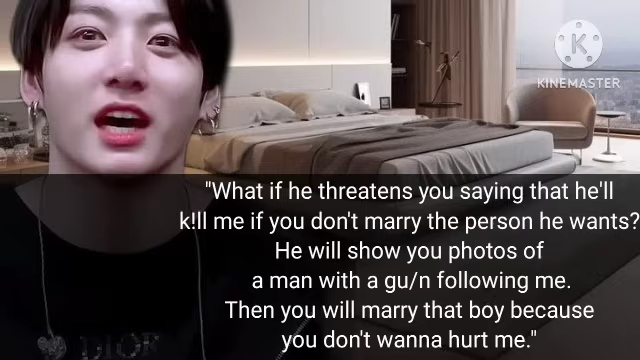 KINEMASTER
"What if he threatens you saying that he'll
k!ll me if you don't marry the person he wants?
He will show you photos of
a man with a gu/n following me.
Then you will marry that boy because
you don't wanna hurt me."
DIOR